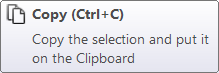 Copy (Ctrl+C)
Copy the selection and put it
on the Clipboard